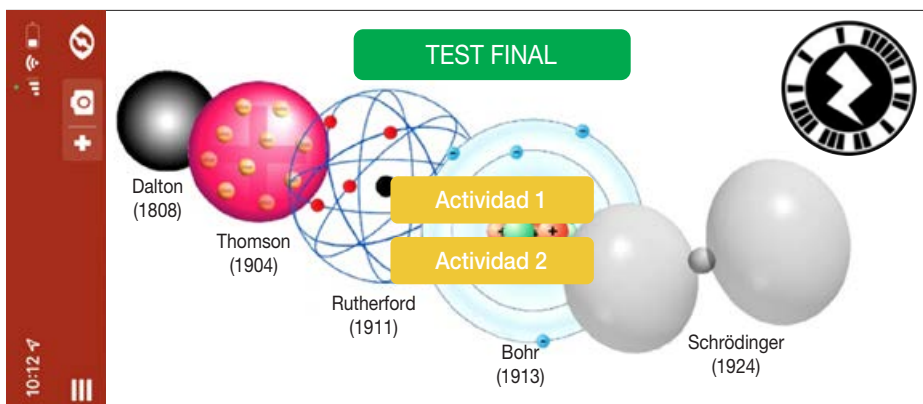 TEST FINAL
Dalton
(1808)
Thomson
(1904)
Actividad 1
Actividad 2
Rutherford
(1911)
Bohr
(1913)
Schrödinger
(1924)
10:12